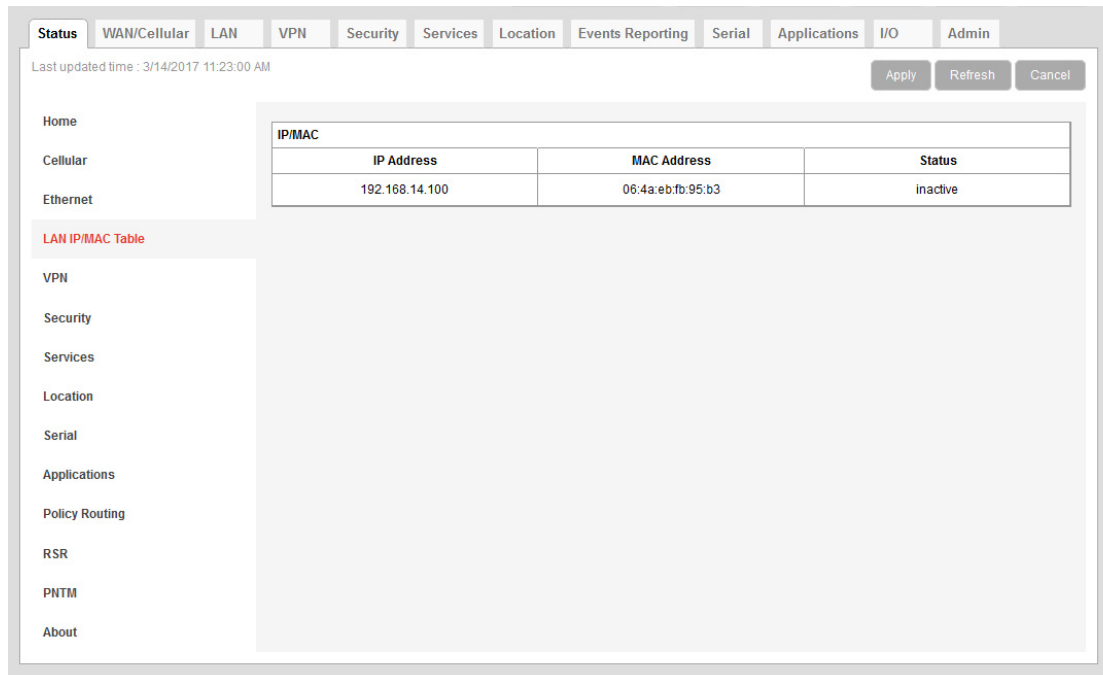 Status WAN/Cellular LAN VPN Security Services Location Events Reporting Serial Applications I/O Admin
Last updated time : 3/14/2017 11:23:00 AM
Apply Refresh Cancel
Home
Cellular
Ethernet
LAN IP/MAC Table
VPN
Security
Services
Location
Serial
Applications
Policy Routing
RSR
PNTM
About
IP/MAC
IP Address MAC Address Status
192.168.14.100 06:4a:eb:fb:95:b3 inactive